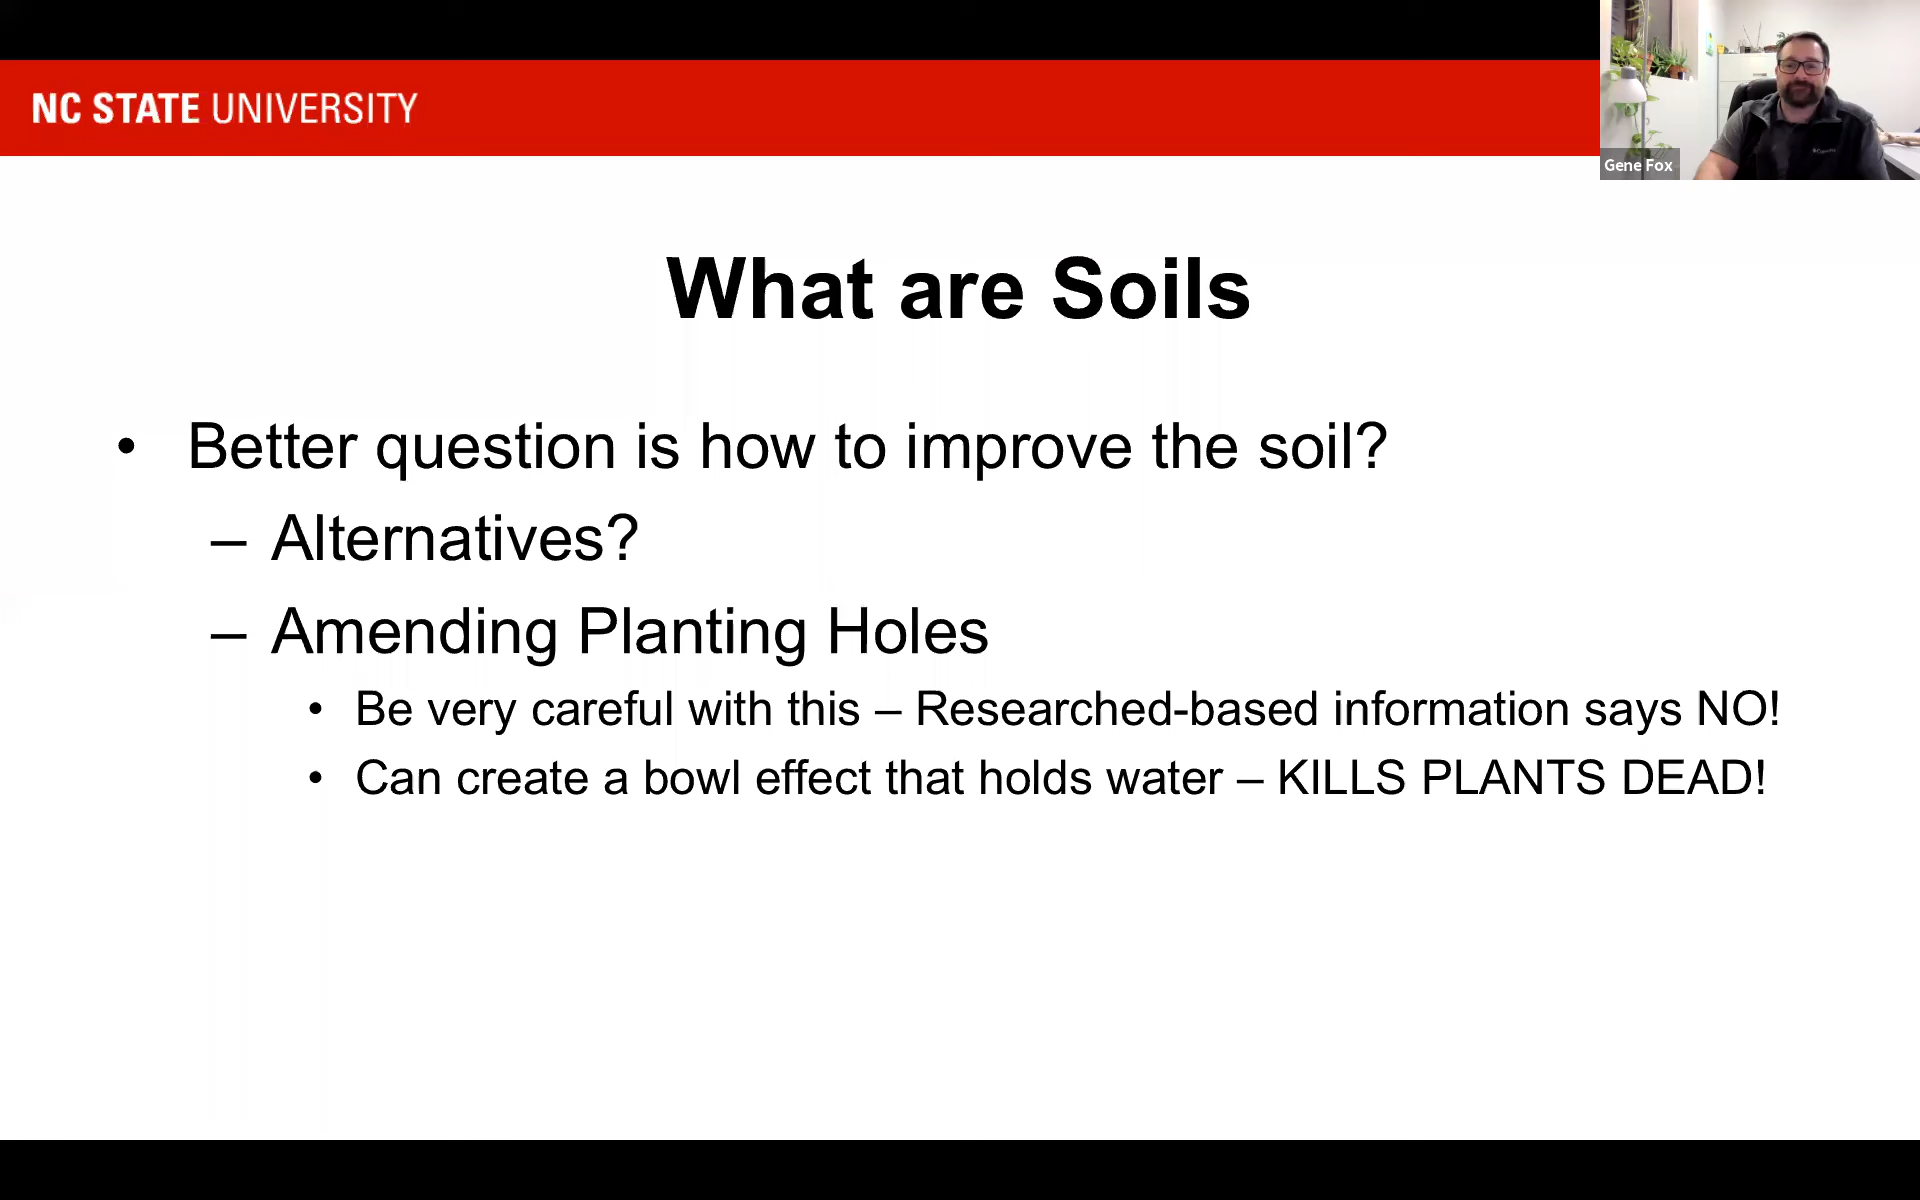 NC STATE UNIVERSITY
Gene Fox
What are Soils
• Better question is how to improve the soil?
– Alternatives?
– Amending Planting Holes
• Be very careful with this – Researched-based information says NO!
• Can create a bowl effect that holds water – KILLS PLANTS DEAD!